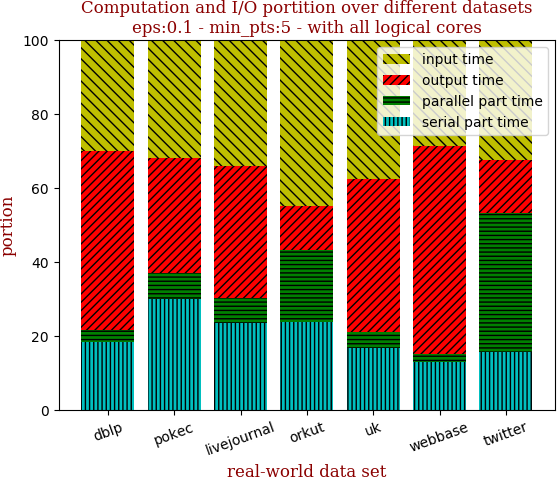 Computation and I/O portition over different datasets
eps:0.1 - min_pts:5 - with all logical cores
100
80
60
40
20
0
portion
input time
output time
parallel part time
serial part time
dblp
pokec
livejournal
orkut
uk
webbase
twitter
real-world data set